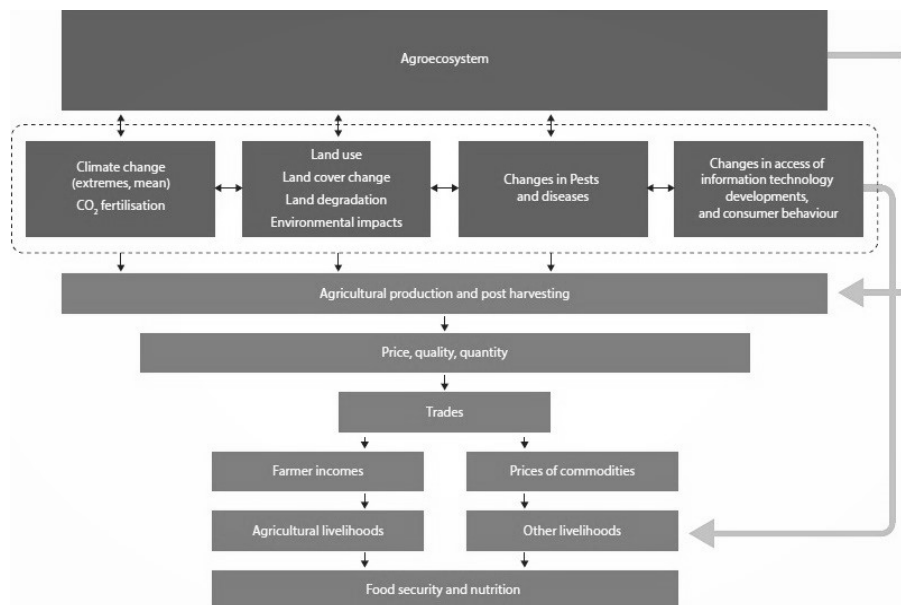 Agroecosystem
Climate change
(extremes, mean)
CO₂ fertilisation
Land use
Land cover change
Land degradation
Environmental impacts
Changes in Pests
and diseases
Changes in access of
information technology
developments,
and consumer behaviour
Agricultural production and post harvesting
Price, quality, quantity
Trades
Farmer incomes
Prices of commodities
Agricultural livelihoods
Other livelihoods
Food security and nutrition